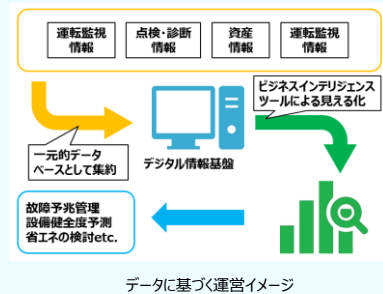 運転監視
情報
点検・診断
情報
資産
情報
運転監視
情報
ビジネスインテリジェンス
ツールによる見える化
一元的データ
ベースとして集約
デジタル情報基盤
故障予兆管理
設備健全度予測
省エネの検討etc.
データに基づく運営イメージ